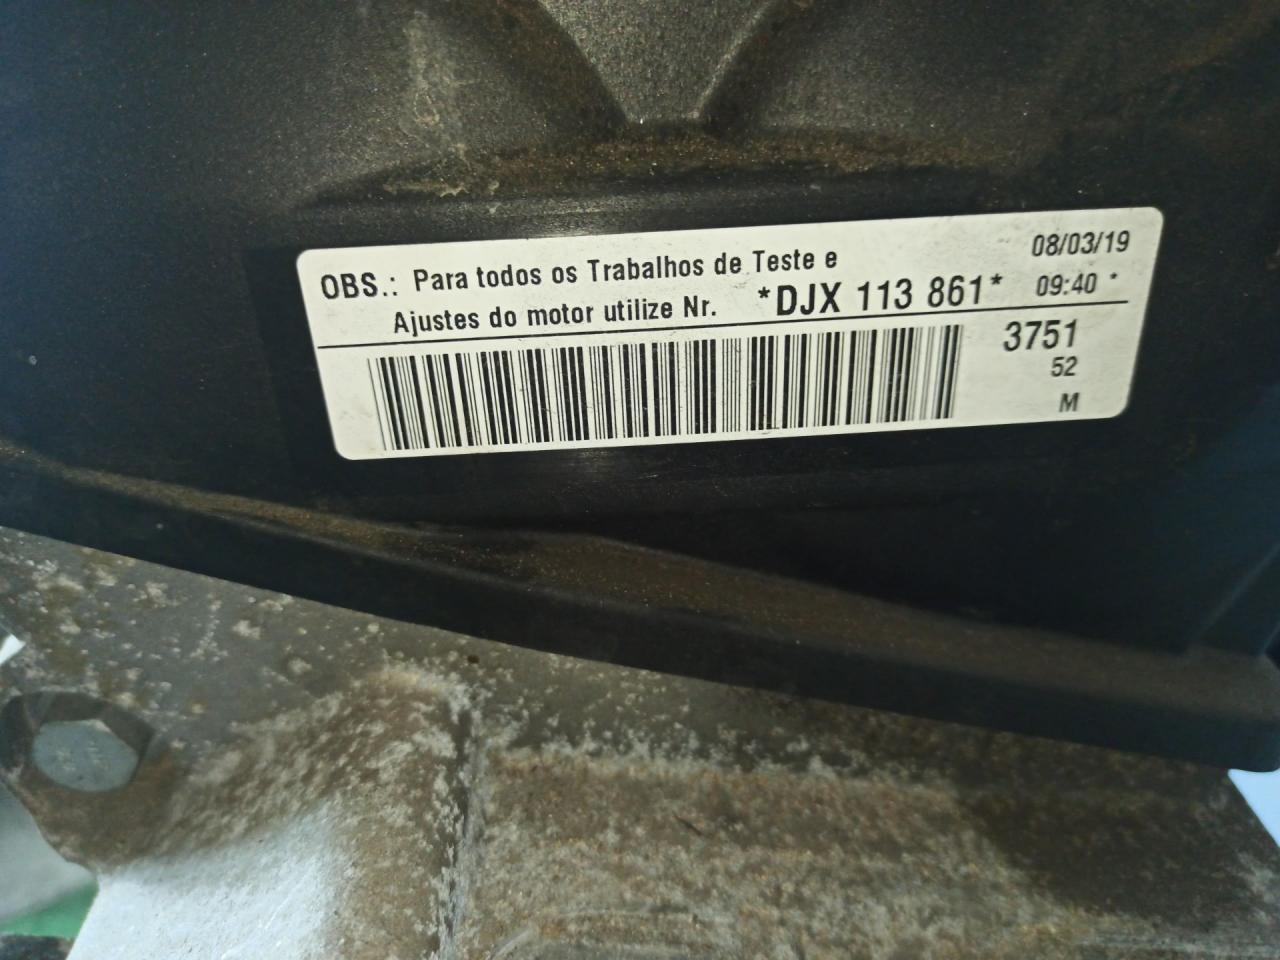 OBS.: Para todos os Trabalhos de Teste e 08/03/19
Ajustes do motor utilize Nr. *DJX 113 861* 09:40 *
3751
52
M